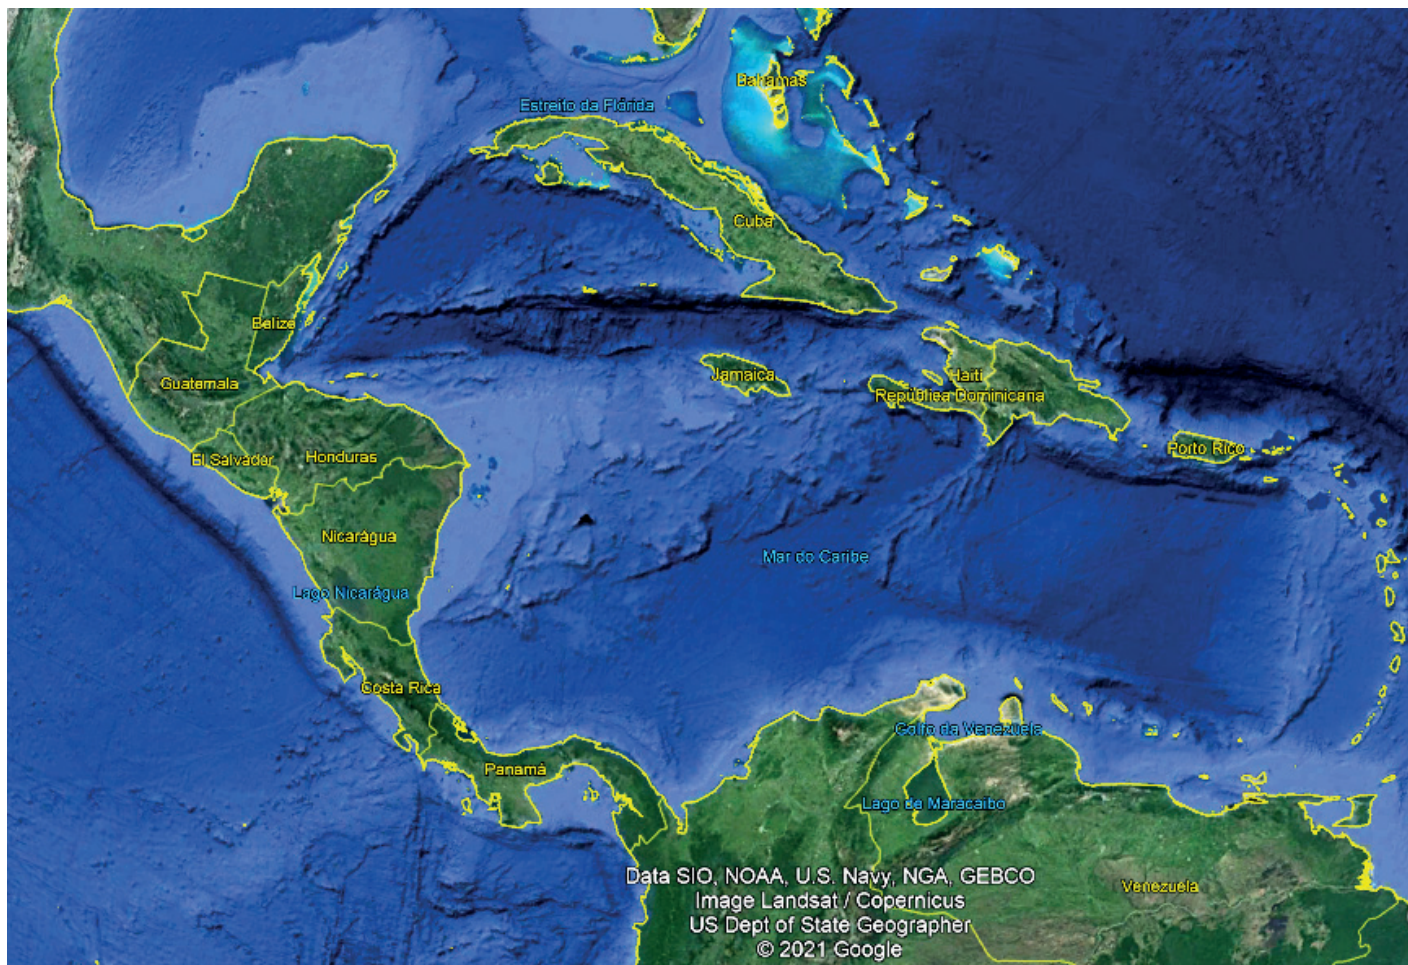 Bahamas
Estreito da Flórida
Cuba
Belize
Guatemala
Jamaica
Haiti
República Dominicana
El Salvador
Honduras
Porto Rico
Nicarágua
Mar do Caribe
Lago Nicarágua
Costa Rica
Golfo da Venezuela
Panamá
Lago de Maracaibo
Venezuela
Data SIO, NOAA, U.S. Navy, NGA, GEBCO
Image Landsat / Copernicus
US Dept of State Geographer
© 2021 Google